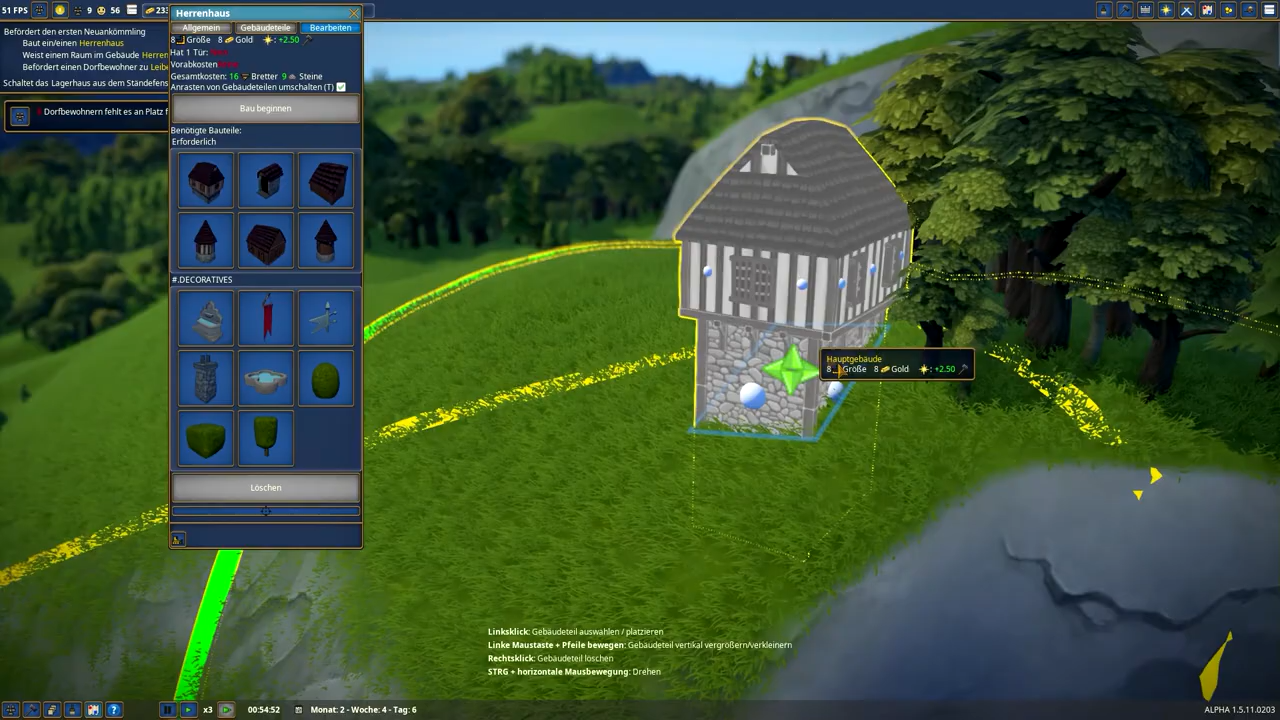 51 FPS
9
56
233
Befördert den ersten Neuankömmling
Baut ein/einen Herrenhaus
Weist einem Raum im Gebäude Herren
Befördert einen Dorfbewohner zu Leibe
Schaltet das Lagerhaus aus dem Ständefens
Dorfbewohnern fehlt es an Platz f
Herrenhaus
Allgemein Gebäudeteile Bearbeiten
8 Größe 8 Gold : +2.50
Hat 1 Tür:
Vorabkosten
Gesamtkosten: 16 Bretter 9 Steine
Anrasten von Gebäudeteilen umschalten (T)
Bau beginnen
Benötigte Bauteile:
Erforderlich
#.DECORATIVES
Löschen
Hauptgebäude
8 Größe 8 Gold : +2.50
Linksklick: Gebäudeteil auswählen / platzieren
Linke Maustaste + Pfeile bewegen: Gebäudeteil vertikal vergrößern/verkleinern
Rechtsklick: Gebäudeteil löschen
STRG + horizontale Mausbewegung: Drehen
x3
00:54:52
Monat: 2 - Woche: 4 - Tag: 6
ALPHA 1.5.11.0203